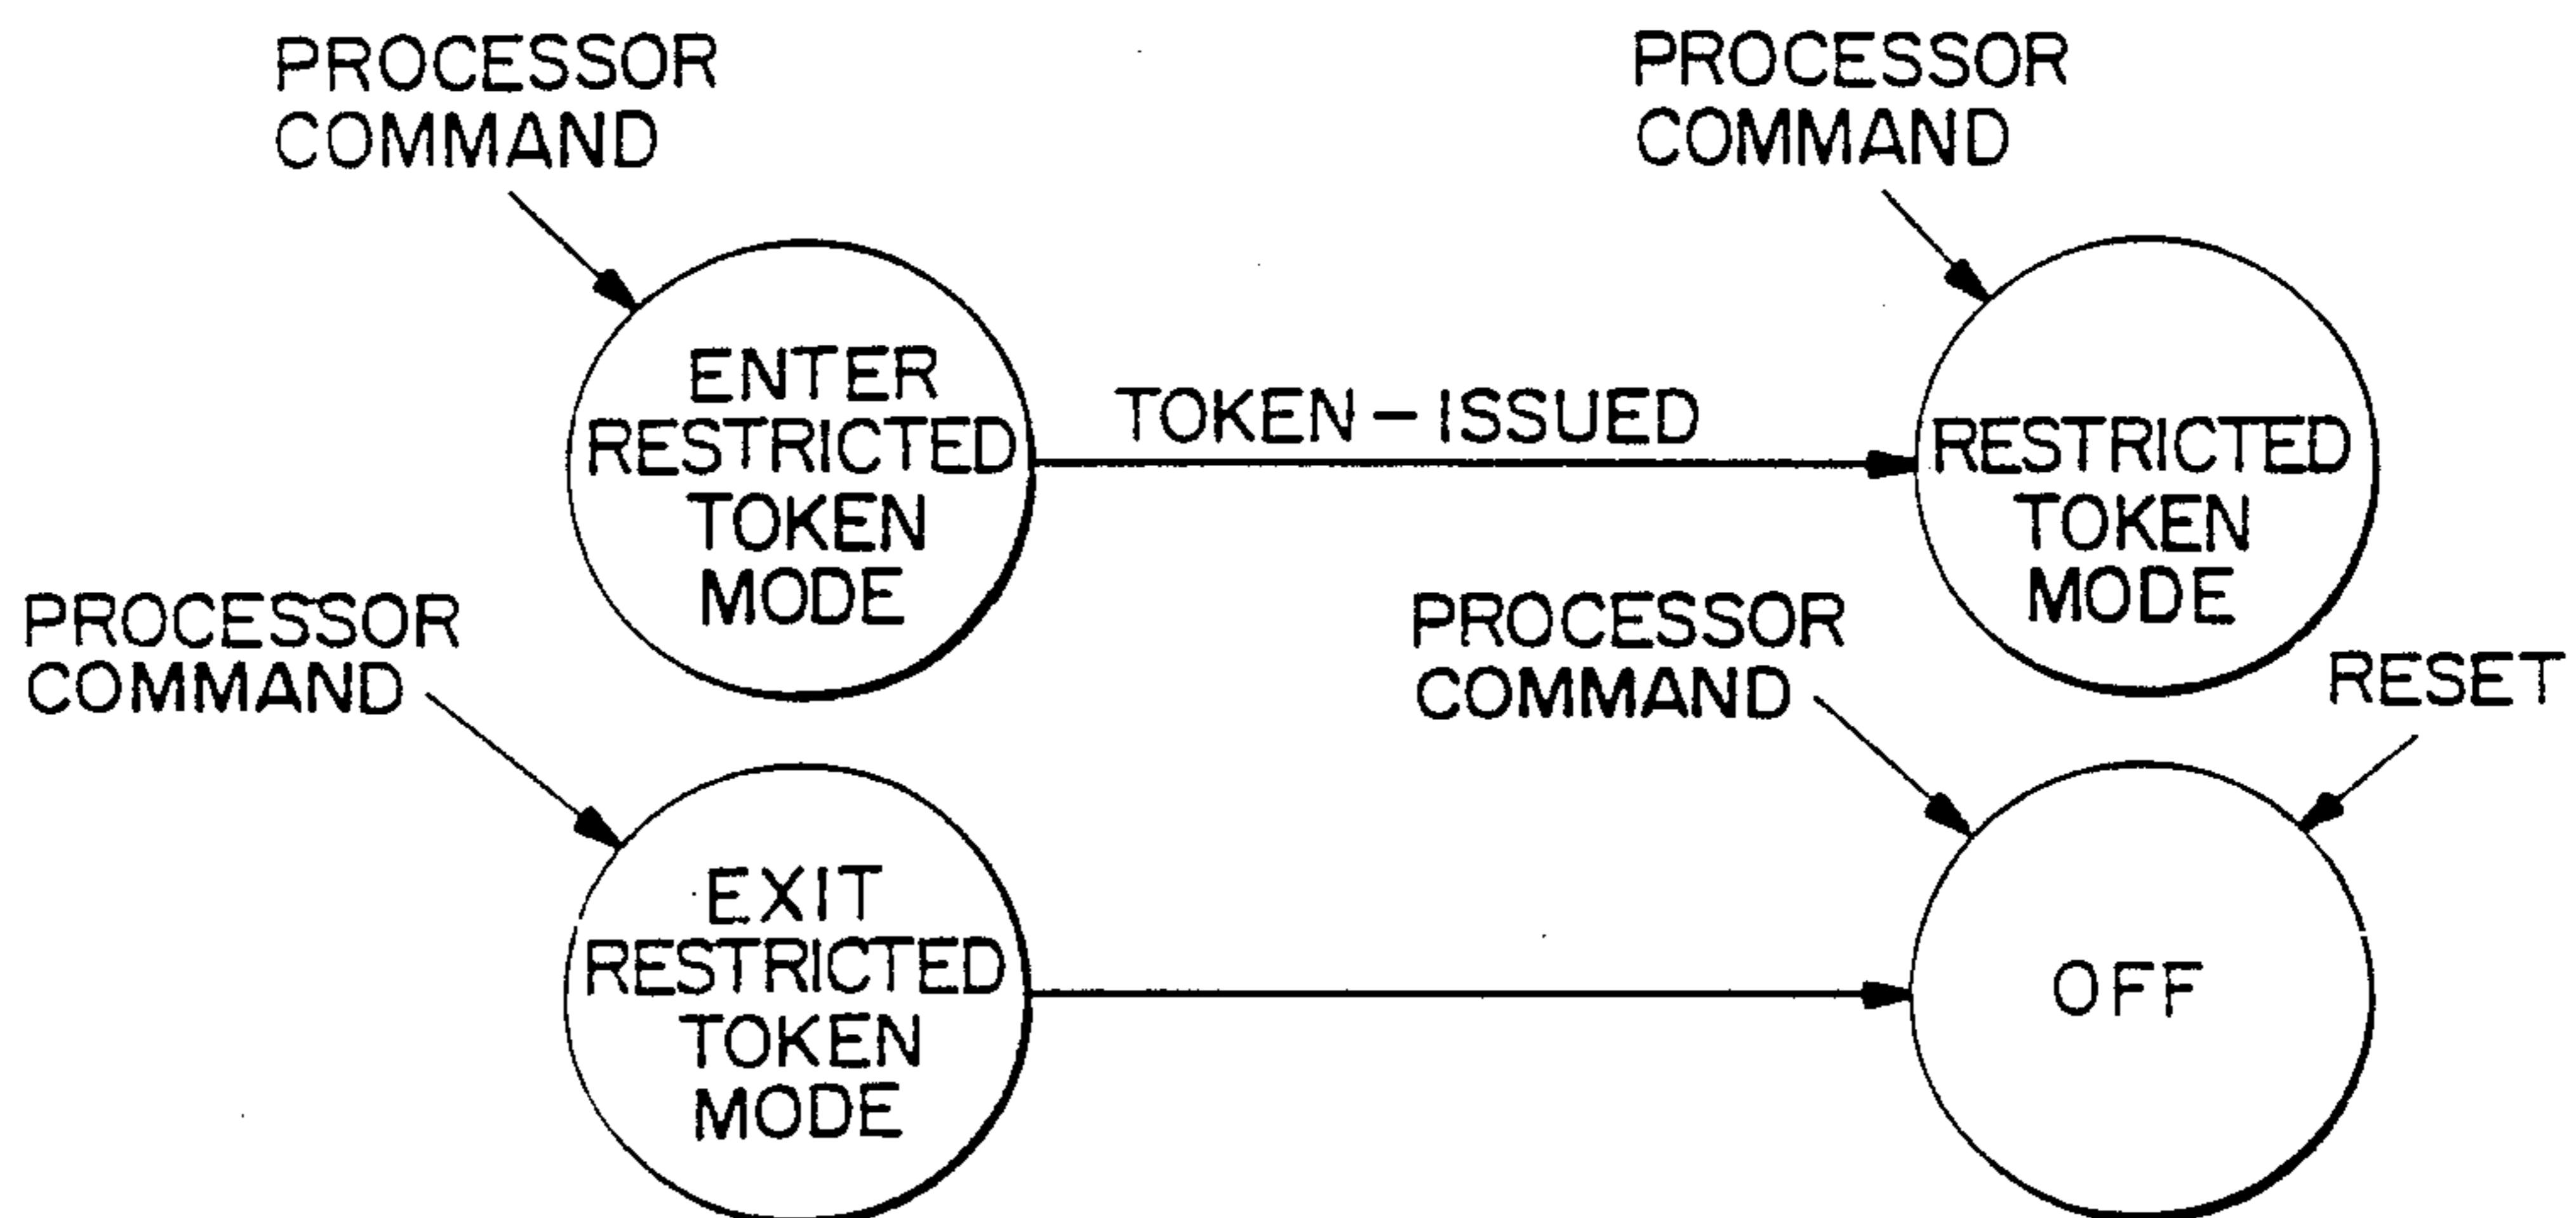 PROCESSOR
COMMAND
PROCESSOR
COMMAND
ENTER
RESTRICTED
TOKEN
MODE
TOKEN-ISSUED
RESTRICTED
TOKEN
MODE
PROCESSOR
COMMAND
PROCESSOR
COMMAND
RESET
EXIT
RESTRICTED
TOKEN
MODE
OFF